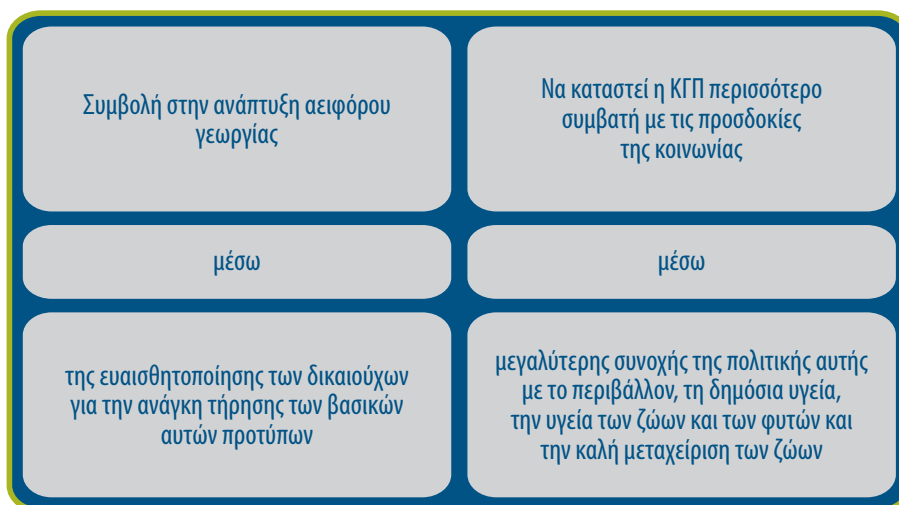 Συμβολή στην ανάπτυξη αειφόρου
γεωργίας
Να καταστεί η ΚΓΠ περισσότερο
συμβατή με τις προσδοκίες
της κοινωνίας
μέσω
μέσω
της ευαισθητοποίησης των δικαιούχων
για την ανάγκη τήρησης των βασικών
αυτών προτύπων
μεγαλύτερης συνοχής της πολιτικής αυτής
με το περιβάλλον, τη δημόσια υγεία,
την υγεία των ζώων και των φυτών και
την καλή μεταχείριση των ζώων